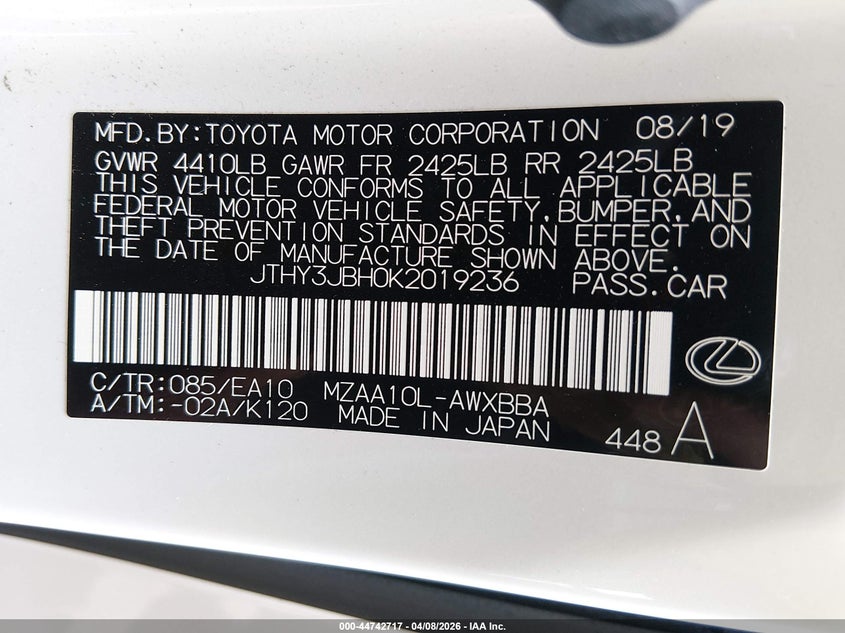 MFD.BY:TOYOTA MOTOR CORPORATION 08/19
GVWR 4410LB GAWR FR 2425LB RR 2425LB
THIS VEHICLE CONFORMS TO ALL APPLICABLE
FEDERAL MOTOR VEHICLE SAFETY,BUMPER,AND
THEFT PREVENTION STANDARDS IN EFFECT ON
THE DATE OF MANUFACTURE SHOWN ABOVE.
JTHY3JBH0K2019236 PASS.CAR
C/TR:085/EA10 MZAA10L-AWXBBA
A/TM:-02A/K120 MADE IN JAPAN
448 A
000-44742717 - 04/08/2026 - IAA Inc.